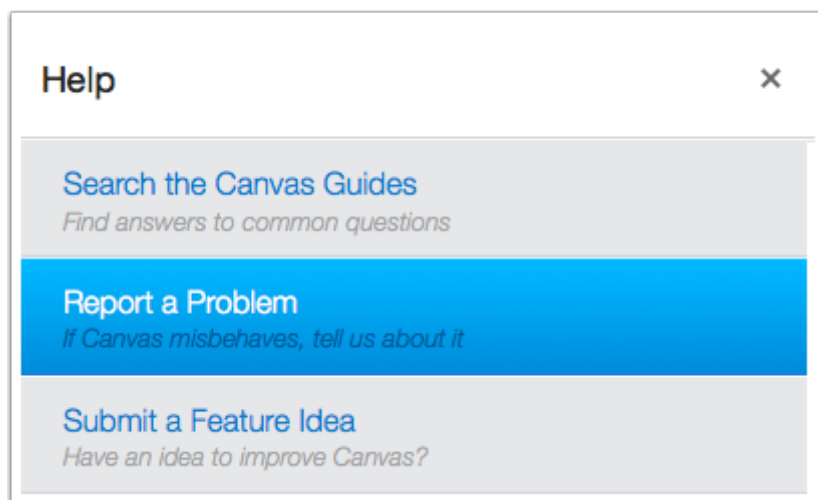 Help ×
Search the Canvas Guides
Find answers to common questions
Report a Problem
If Canvas misbehaves, tell us about it
Submit a Feature Idea
Have an idea to improve Canvas?